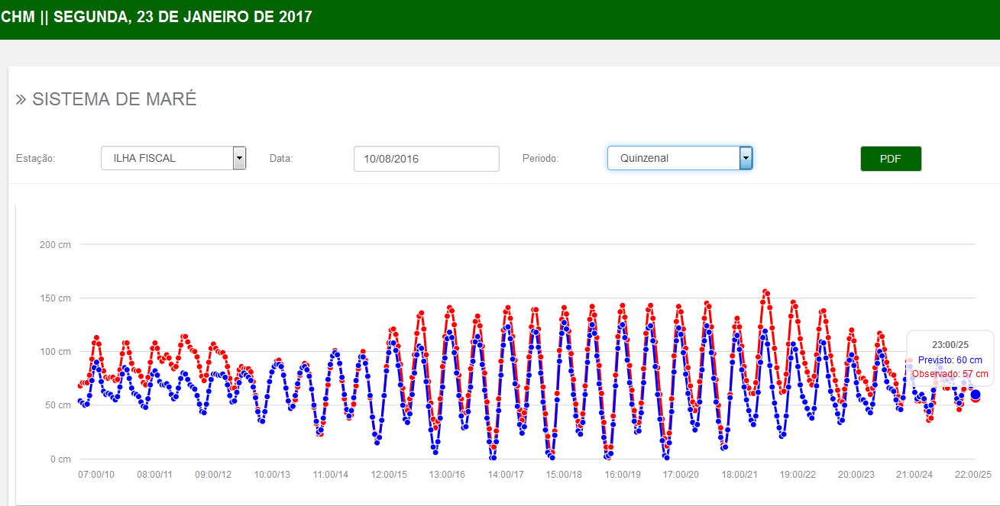 CHM || SEGUNDA, 23 DE JANEIRO DE 2017
» SISTEMA DE MARÉ
Estação: ILHA FISCAL Data: 10/08/2016 Periodo: Quinzenal PDF
200 cm
150 cm
100 cm
50 cm
0 cm
23:00/25
Previsto: 60 cm
Observado: 57 cm
07:00/10 08:00/11 09:00/12 10:00/13 11:00/14 12:00/15 13:00/16 14:00/17 15:00/18 16:00/19 17:00/20 18:00/21 19:00/22 20:00/23 21:00/24 22:00/25